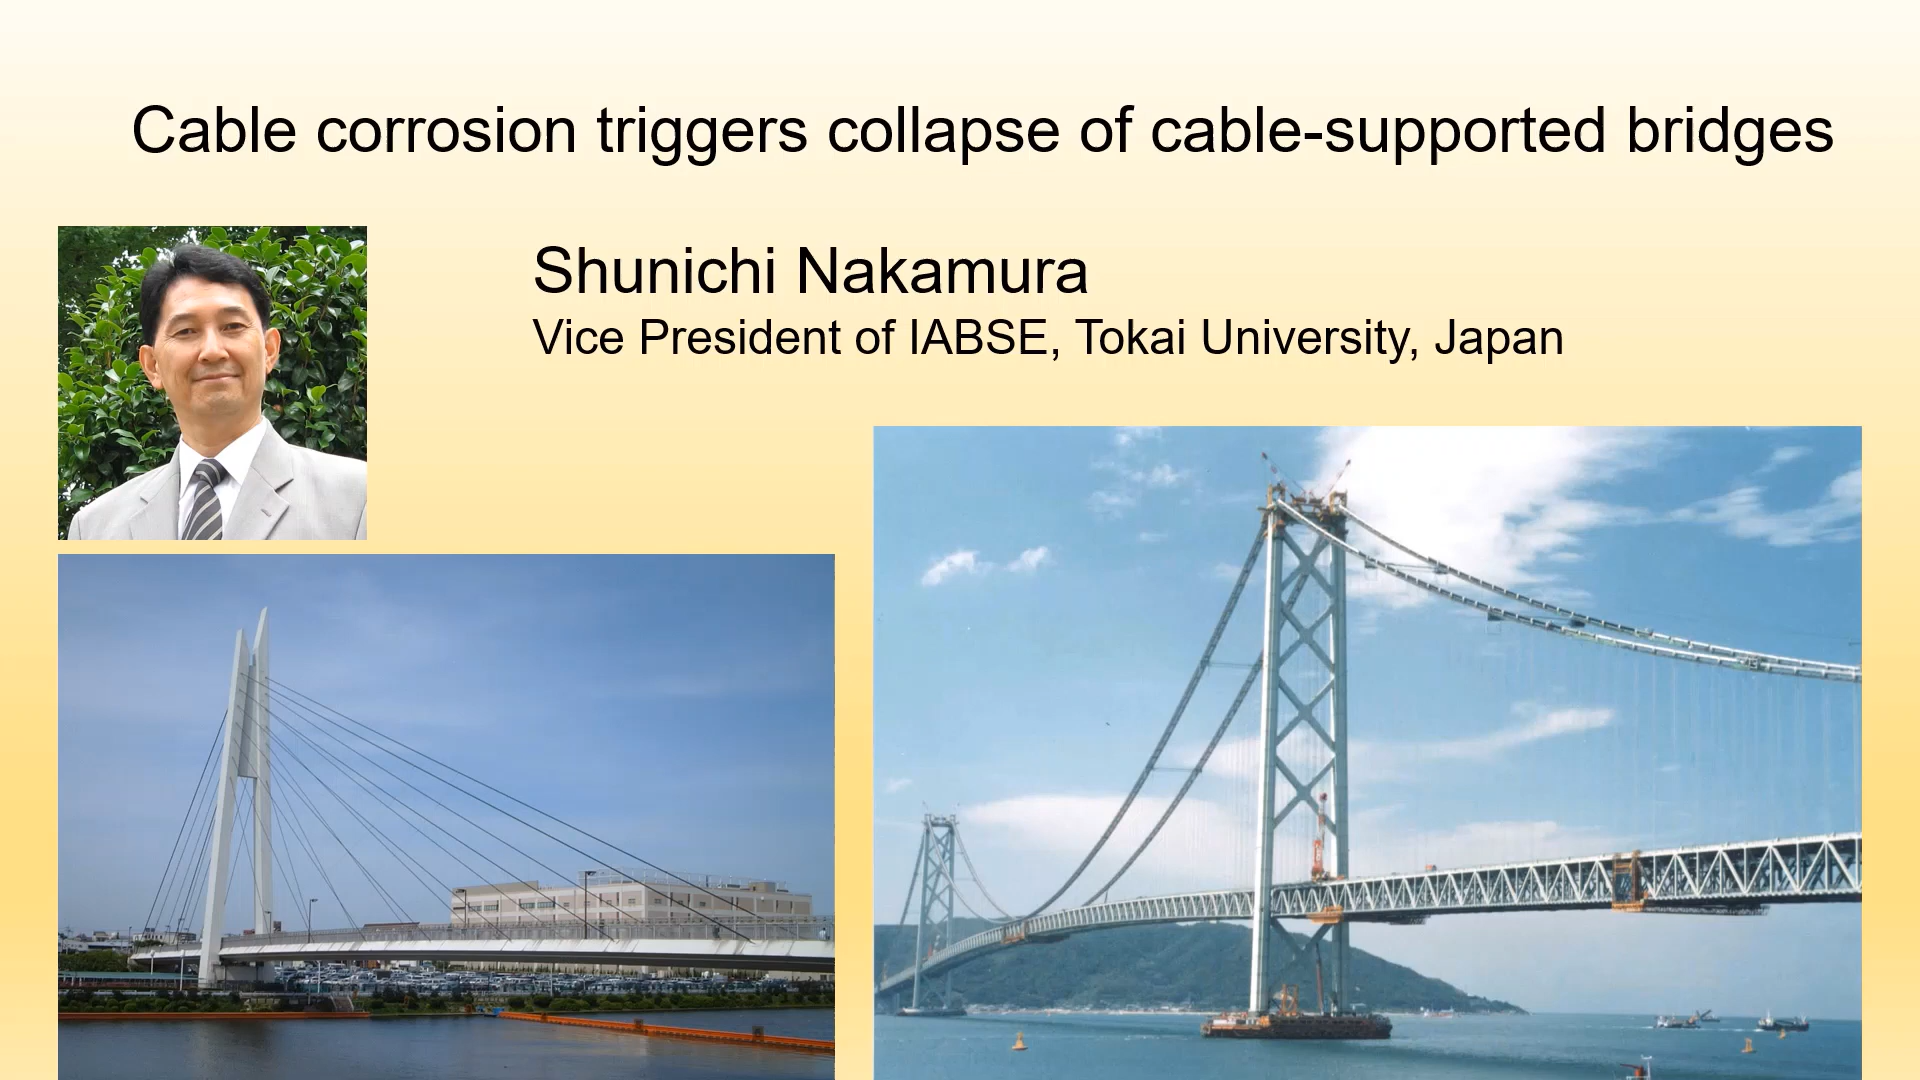 Cable corrosion triggers collapse of cable-supported bridges
Shunichi Nakamura
Vice President of IABSE, Tokai University, Japan